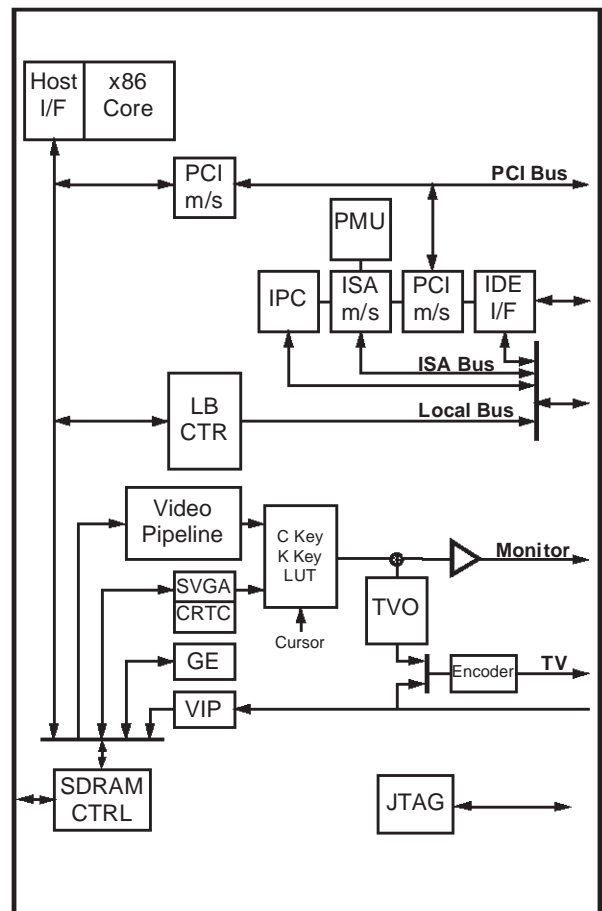 Host
I/F
x86
Core
PCI
m/s
PCI Bus
PMU
IPC
ISA
m/s
PCI
m/s
IDE
I/F
ISA Bus
LB
CTR
Local Bus
Video
Pipeline
C Key
K Key
LUT
Monitor
SVGA
CRTC
Cursor
TVO
GE
Encoder
TV
VIP
SDRAM
CTRL
JTAG